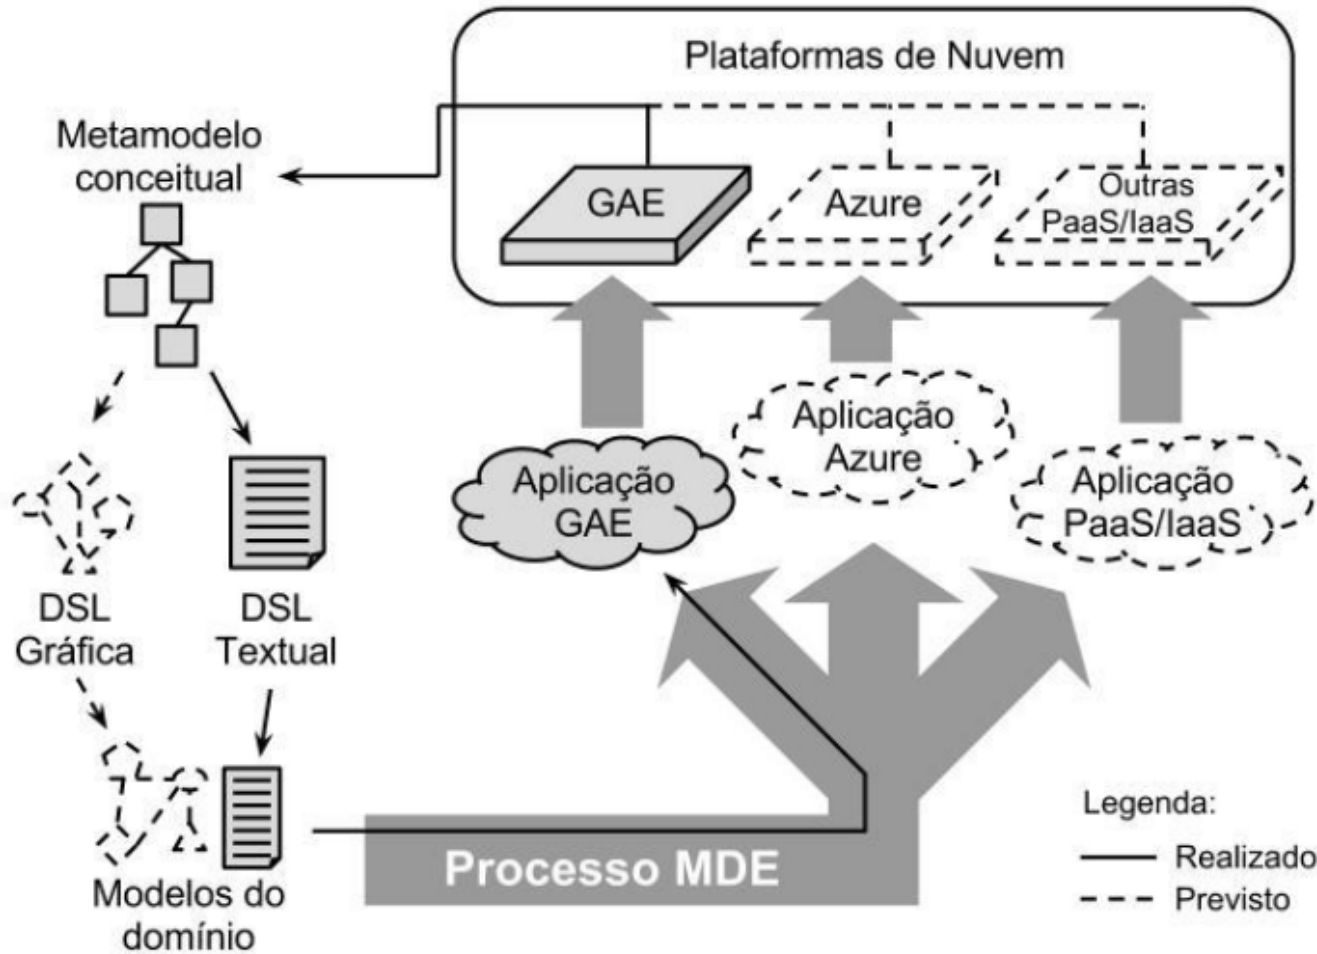 Plataformas de Nuvem
Metamodelo
conceitual
GAE
Azure
Outras
PaaS/IaaS
Aplicação
GAE
Aplicação
Azure
Aplicação
PaaS/IaaS
DSL
Gráfica
DSL
Textual
Modelos do
domínio
Processo MDE
Legenda:
Realizado
Previsto